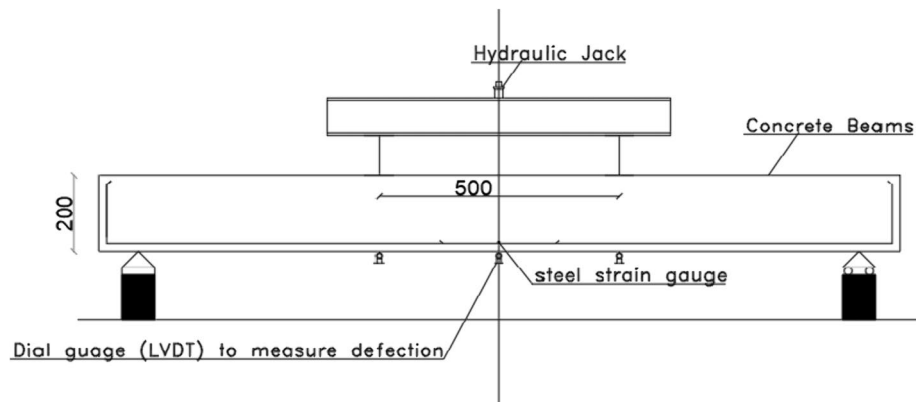 Hydraulic Jack
Concrete Beams
200
500
steel strain gauge
Dial guage (LVDT) to measure defection